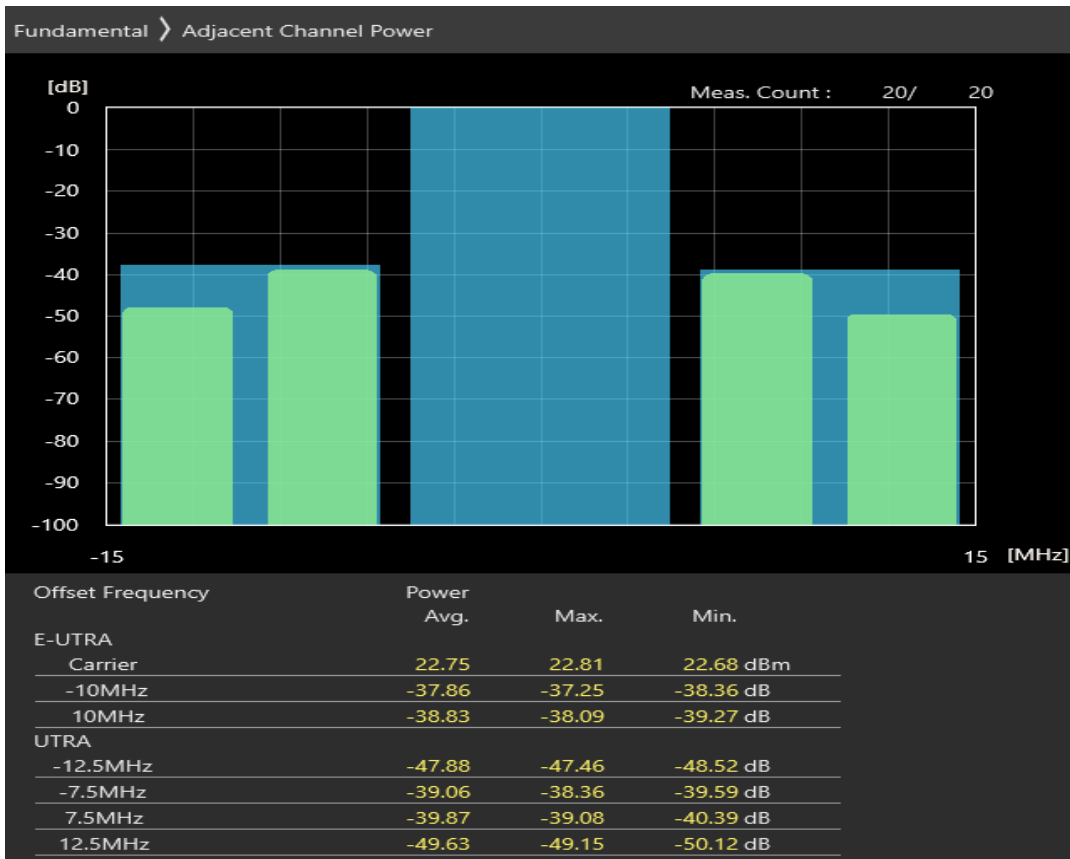 Fundamental ❯ Adjacent Channel Power
[dB]
Meas. Count : 20/ 20
0
-10
-20
-30
-40
-50
-60
-70
-80
-90
-100
-15 15 [MHz]
Offset Frequency Power
Avg. Max. Min.
E-UTRA
Carrier 22.75 22.81 22.68 dBm
-10MHz -37.86 -37.25 -38.36 dB
10MHz -38.83 -38.09 -39.27 dB
UTRA
-12.5MHz -47.88 -47.46 -48.52 dB
-7.5MHz -39.06 -38.36 -39.59 dB
7.5MHz -39.87 -39.08 -40.39 dB
12.5MHz -49.63 -49.15 -50.12 dB